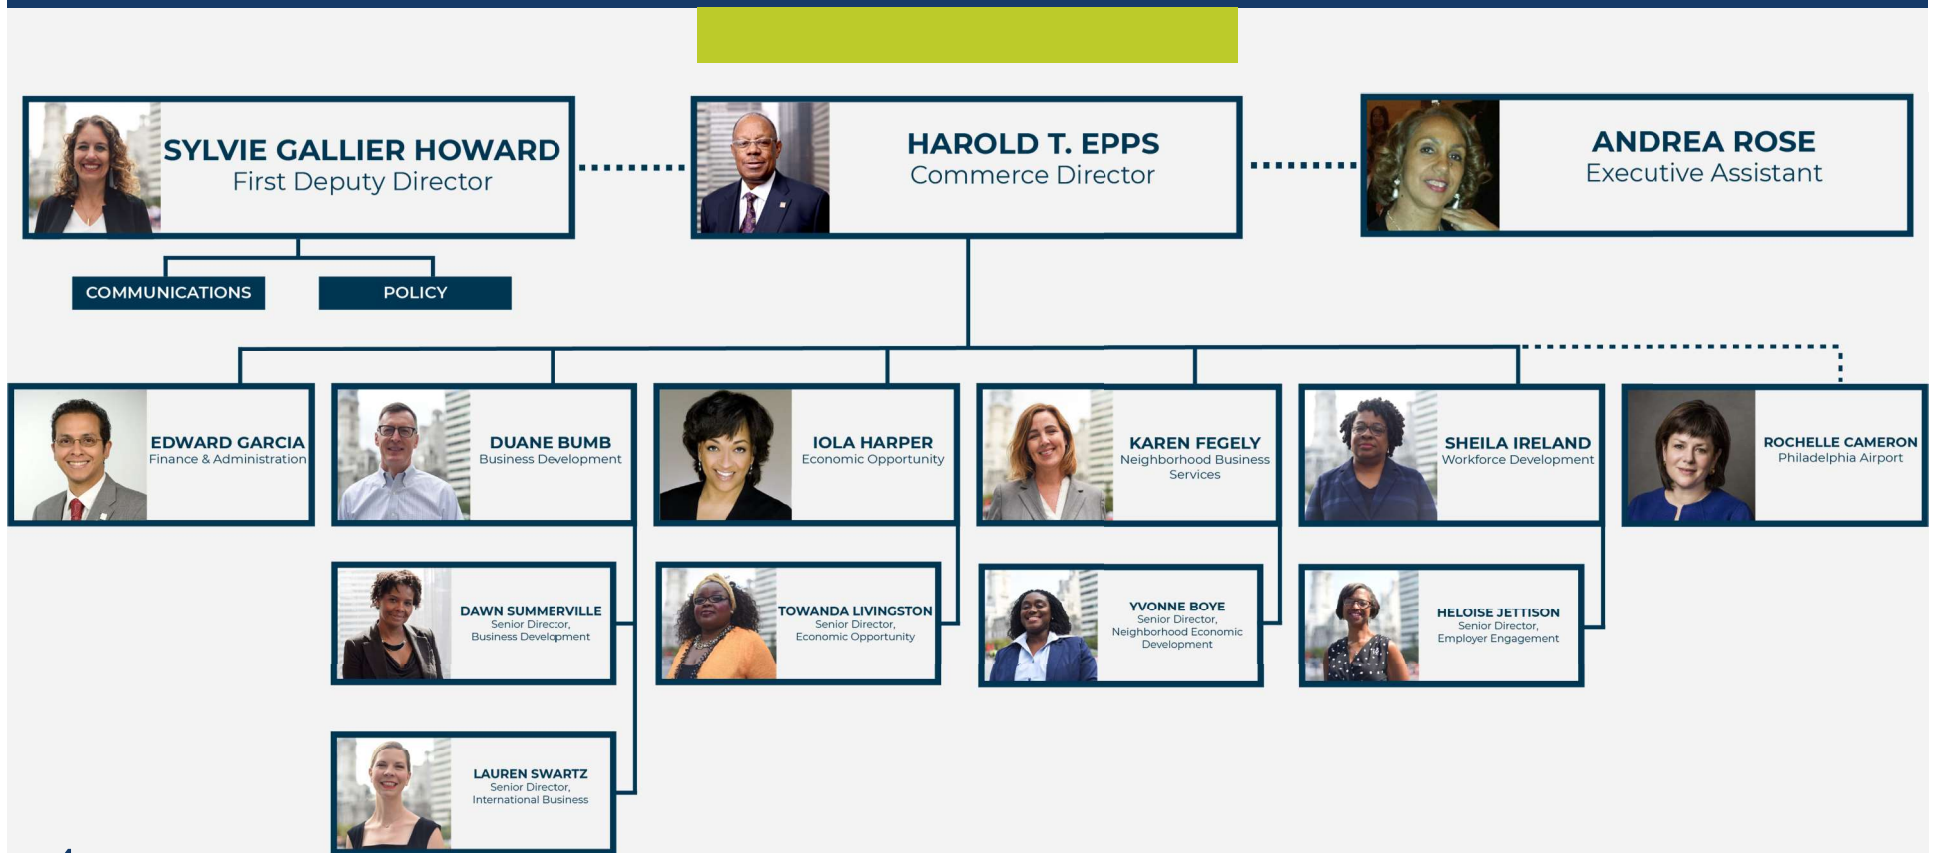 SYLVIE GALLIER HOWARD
First Deputy Director
HAROLD T. EPPS
Commerce Director
ANDREA ROSE
Executive Assistant
COMMUNICATIONS
POLICY
EDWARD GARCIA
Finance & Administration
DUANE BUMB
Business Development
IOLA HARPER
Economic Opportunity
KAREN FEGELY
Neighborhood Business
Services
SHEILA IRELAND
Workforce Development
ROCHELLE CAMERON
Philadelphia Airport
DAWN SUMMERVILLE
Senior Director,
Business Development
TOWANDA LIVINGSTON
Senior Director,
Economic Opportunity
YVONNE BOYE
Senior Director,
Neighborhood Economic
Development
HELOISE JETTISON
Senior Director,
Employer Engagement
LAUREN SWARTZ
Senior Director,
International Business